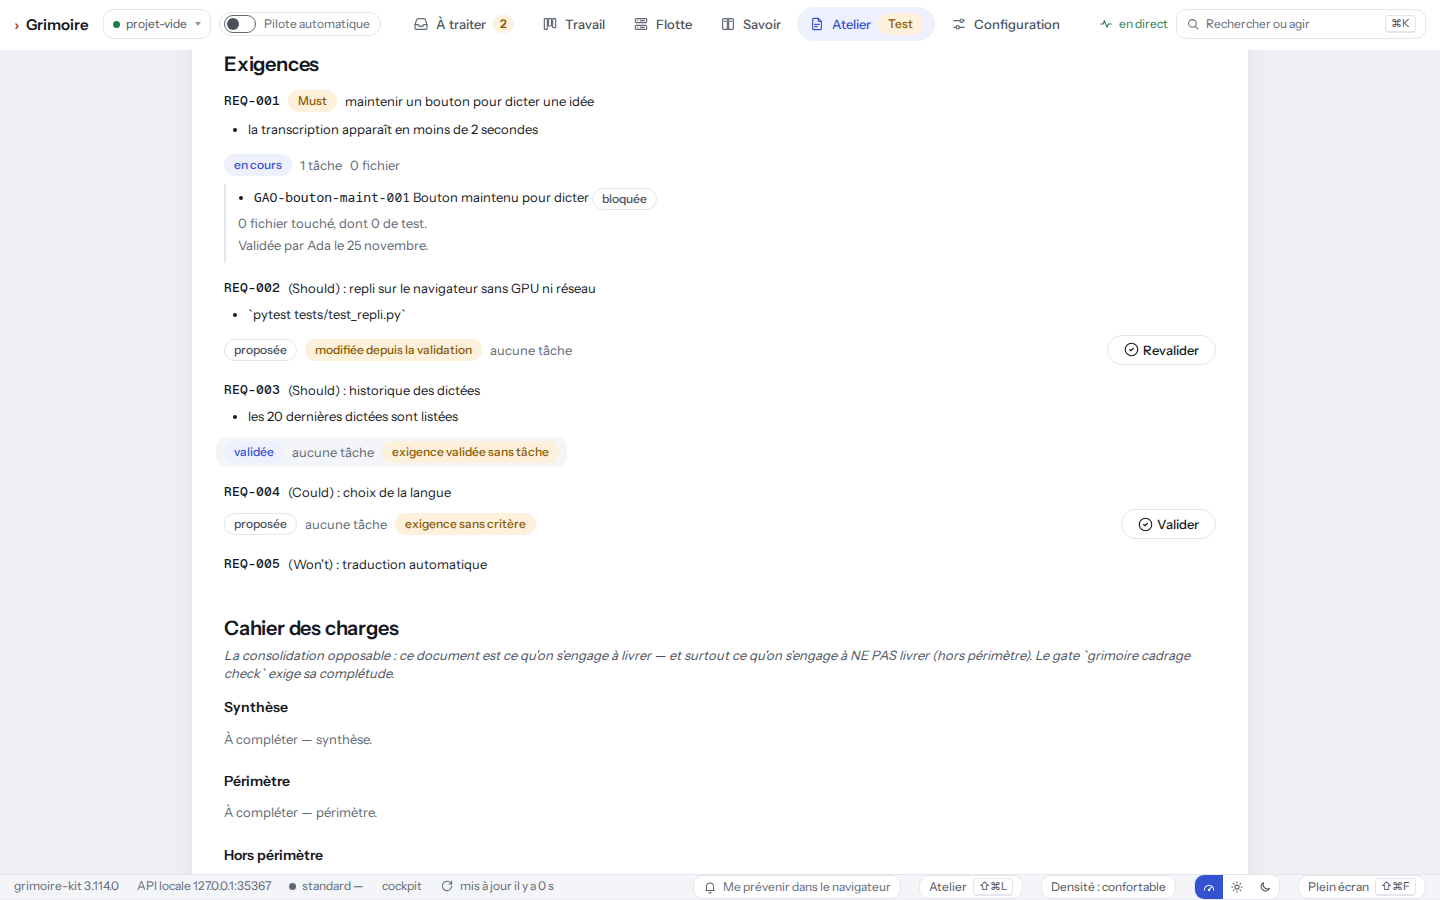 › Grimoire projet-vide Pilote automatique À traiter 2 Travail Flotte Savoir Atelier Test Configuration en direct Rechercher ou agir ⌘K
Exigences
REQ-001 Must maintenir un bouton pour dicter une idée
• la transcription apparaît en moins de 2 secondes
en cours 1 tâche 0 fichier
• GAO-bouton-maint-001 Bouton maintenu pour dicter bloquée
0 fichier touché, dont 0 de test.
Validée par Ada le 25 novembre.
REQ-002 (Should) : repli sur le navigateur sans GPU ni réseau
• `pytest tests/test_repli.py`
proposée modifiée depuis la validation aucune tâche Revalider
REQ-003 (Should) : historique des dictées
• les 20 dernières dictées sont listées
validée aucune tâche exigence validée sans tâche
REQ-004 (Could) : choix de la langue
proposée aucune tâche exigence sans critère Valider
REQ-005 (Won't) : traduction automatique
Cahier des charges
La consolidation opposable : ce document est ce qu'on s'engage à livrer — et surtout ce qu'on s'engage à NE PAS livrer (hors périmètre). Le gate `grimoire cadrage
check` exige sa complétude.
Synthèse
À compléter — synthèse.
Périmètre
À compléter — périmètre.
Hors périmètre
grimoire-kit 3.114.0 API locale 127.0.0.1:35367 standard — cockpit mis à jour il y a 0 s Me prévenir dans le navigateur Atelier ⇧⌘L Densité : confortable Plein écran ⇧⌘F